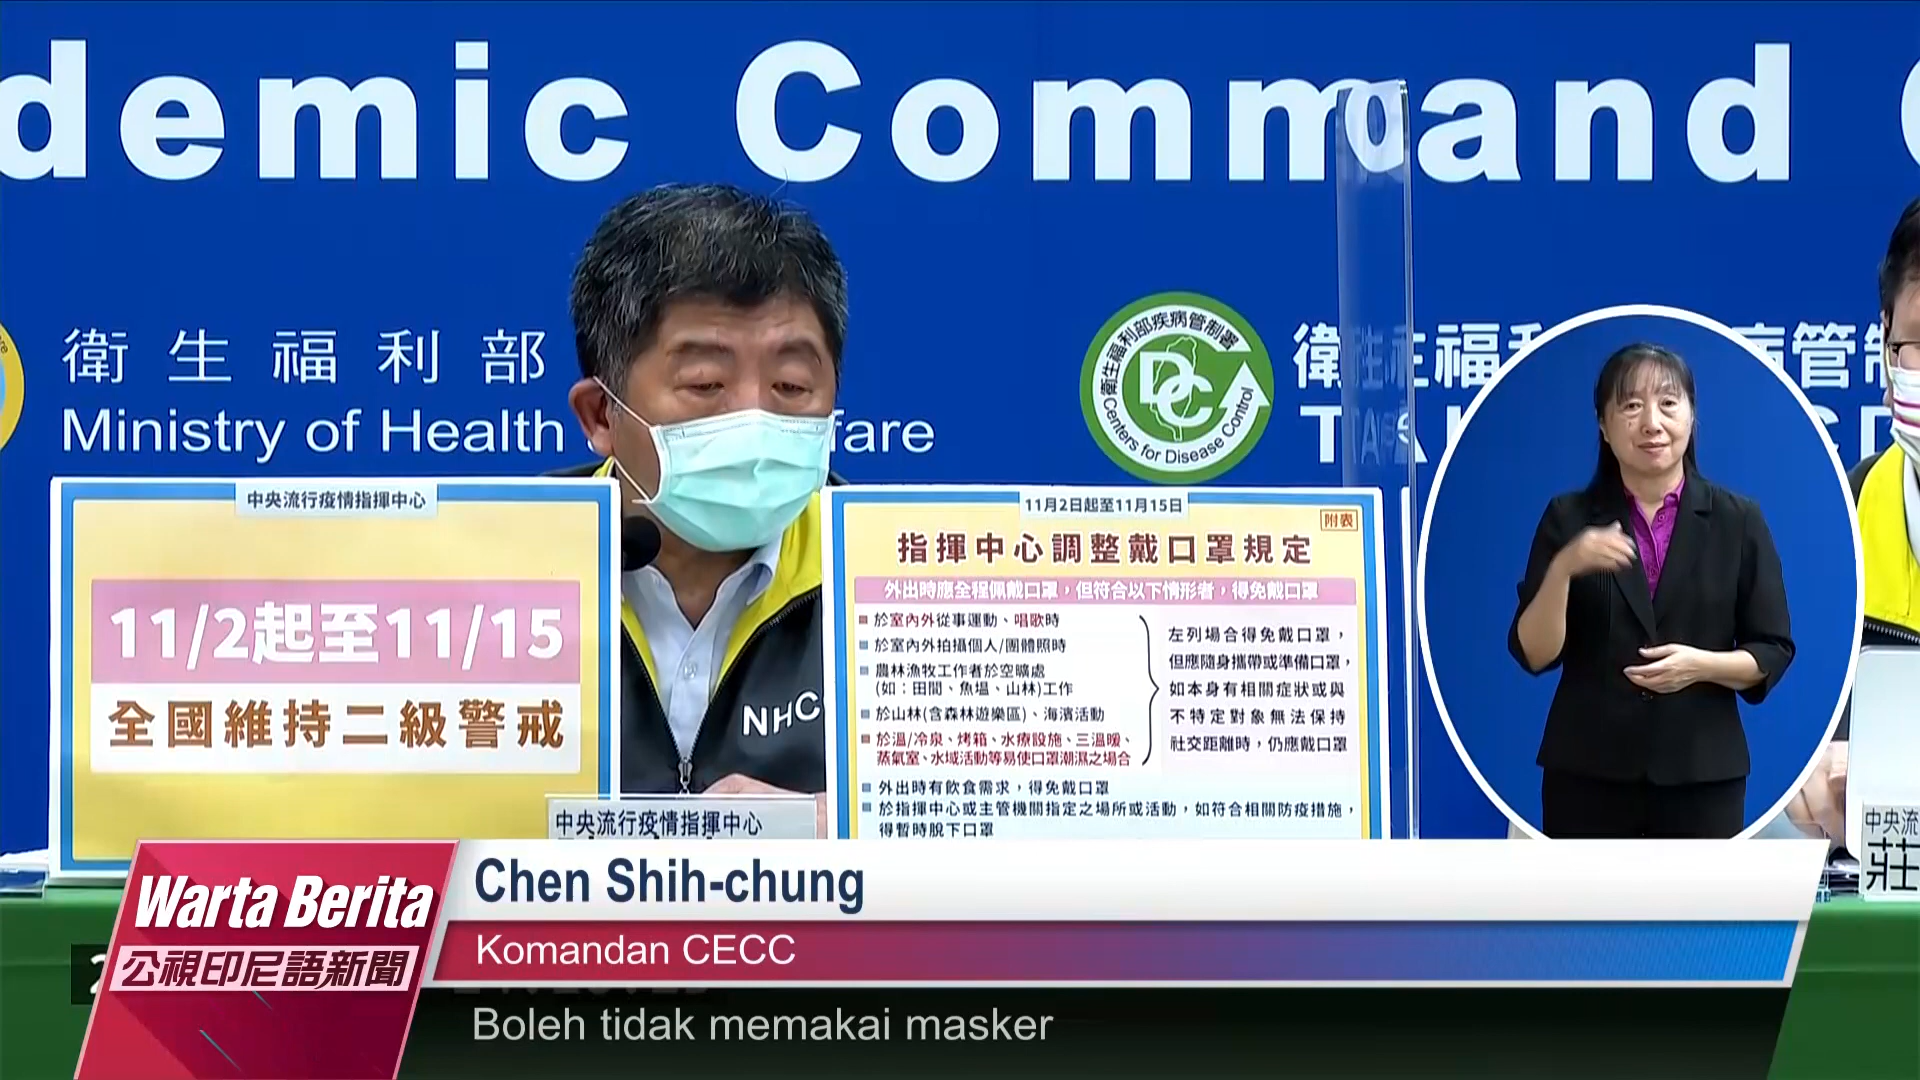 demic Command C
衛生福利部
Ministry of Health
fare
衛生福利部疾病管制署
Centers for Disease Control
中央流行疫情指揮中心
11/2起至11/15
全國維持二級警戒
11月2日起至11月15日
附表
指揮中心調整戴口罩規定
外出時應全程佩戴口罩，但符合以下情形者，得免戴口罩
於室內外從事運動、唱歌時
於室內外拍攝個人/團體照時
農林漁牧工作者於空曠處
(如：田間、魚塭、山林)工作
於山林(含森林遊樂區)、海濱活動
於溫/冷泉、烤箱、水療設施、三溫暖、
蒸氣室、水域活動等易使口罩潮濕之場合
左列場合得免戴口罩，
但應隨身攜帶或準備口罩，
如本身有相關症狀或與
不特定對象無法保持
社交距離時，仍應戴口罩
外出時有飲食需求，得免戴口罩
於指揮中心或主管機關指定之場所或活動，如符合相關防疫措施，
得暫時脫下口罩
NHC
中央流行疫情指揮中心
中央流
莊
Warta Berita
公視印尼語新聞
Chen Shih-chung
Komandan CECC
Boleh tidak memakai masker